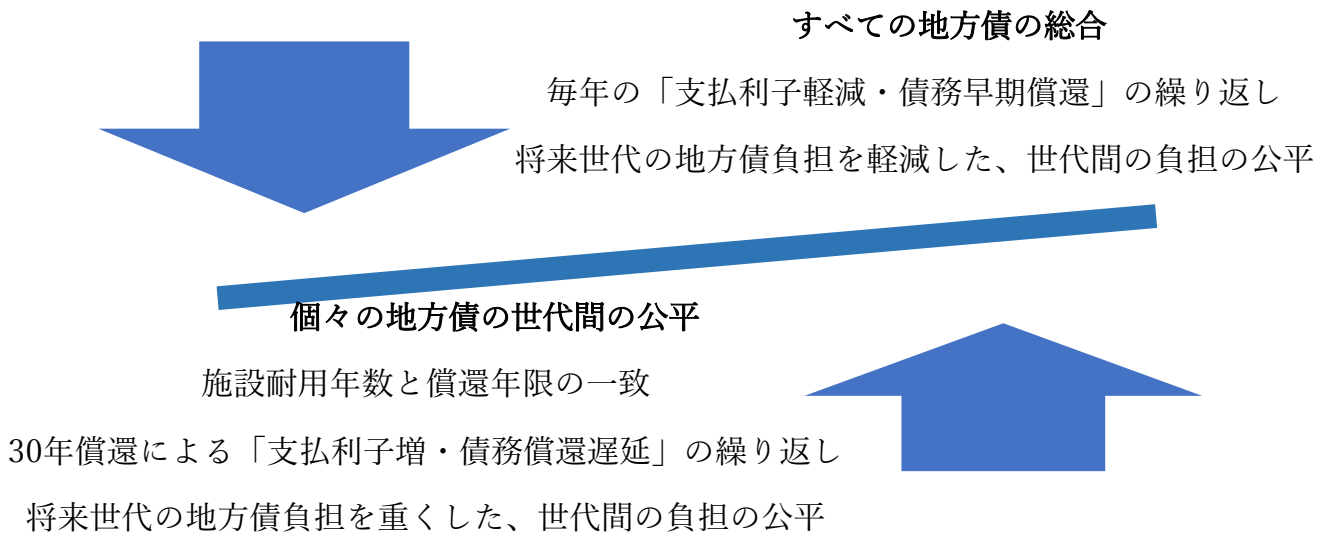 すべての地方債の総合
毎年の「支払利子軽減・債務早期償還」の繰り返し
将来世代の地方債負担を軽減した、世代間の負担の公平
個々の地方債の世代間の公平
施設耐用年数と償還年限の一致
30年償還による「支払利子増・債務償還遅延」の繰り返し
将来世代の地方債負担を重くした、世代間の負担の公平